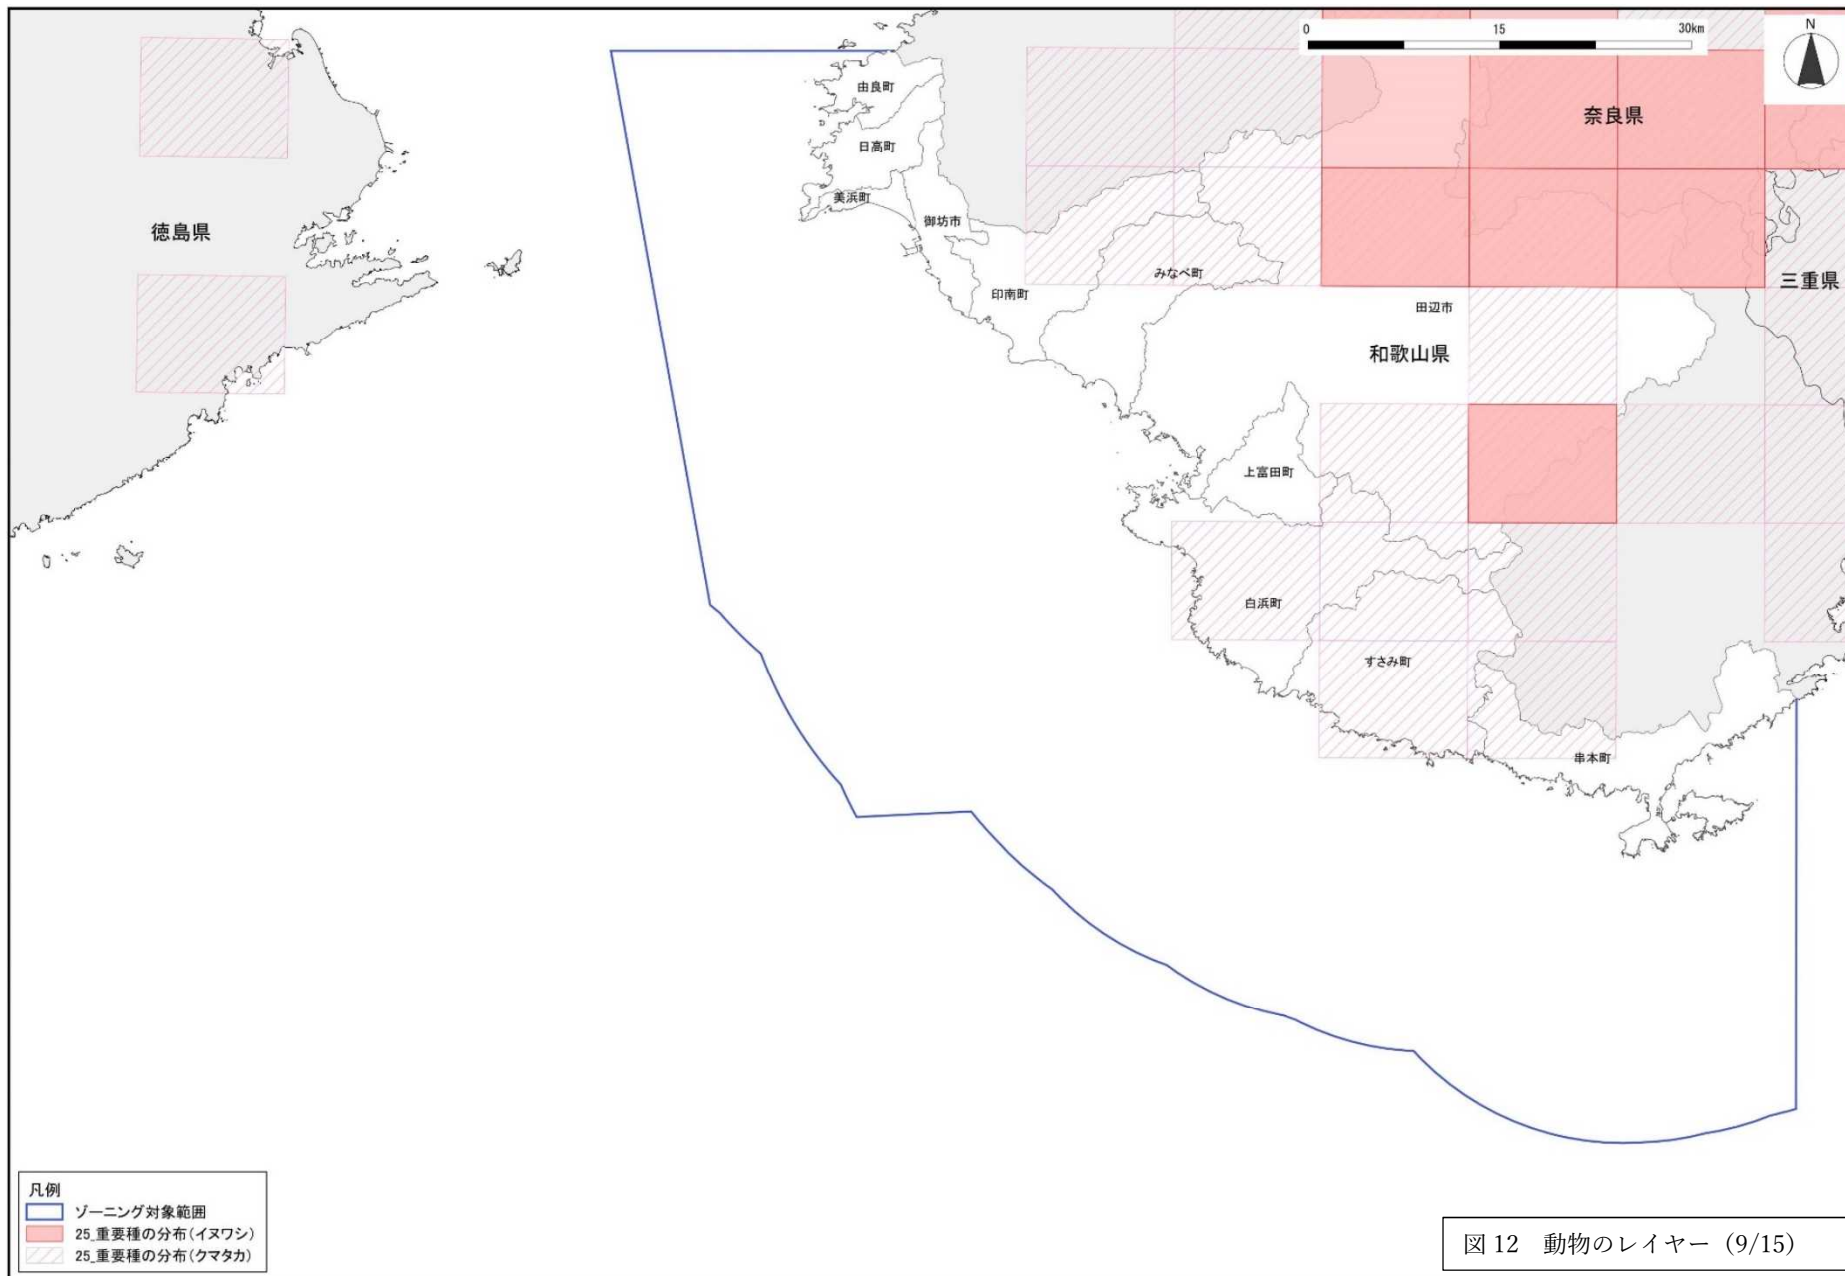 0 15 30km
N
由良町
奈良県
日高町
美浜町
御坊市
徳島県
みなべ町
三重県
印南町
田辺市
和歌山県
上富田町
白浜町
すさみ町
串本町
凡例
ゾーニング対象範囲
25_重要種の分布(イヌワシ)
25_重要種の分布(クマタカ)
図 12 動物のレイヤー（9/15）